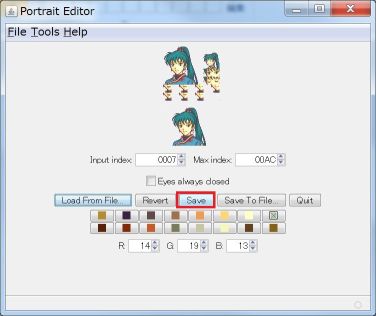 Portrait Editor
File Tools Help
Input index: 0007 Max index: 00AC
Eyes always closed
Load From File... Revert Save Save To File... Quit
R: 14 G: 19 B: 13